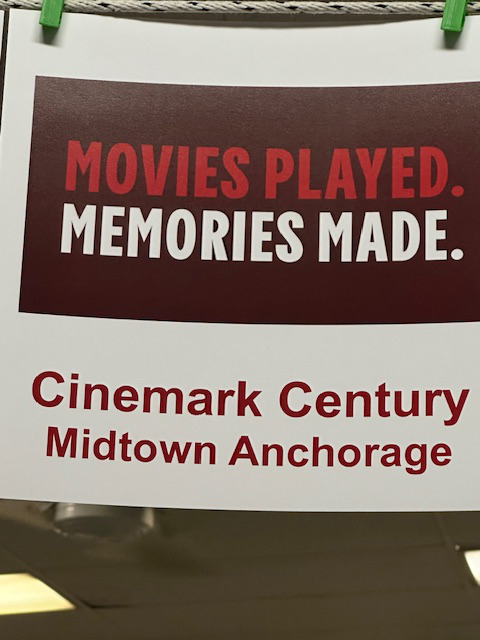 MOVIES PLAYED.
MEMORIES MADE.
Cinemark Century
Midtown Anchorage